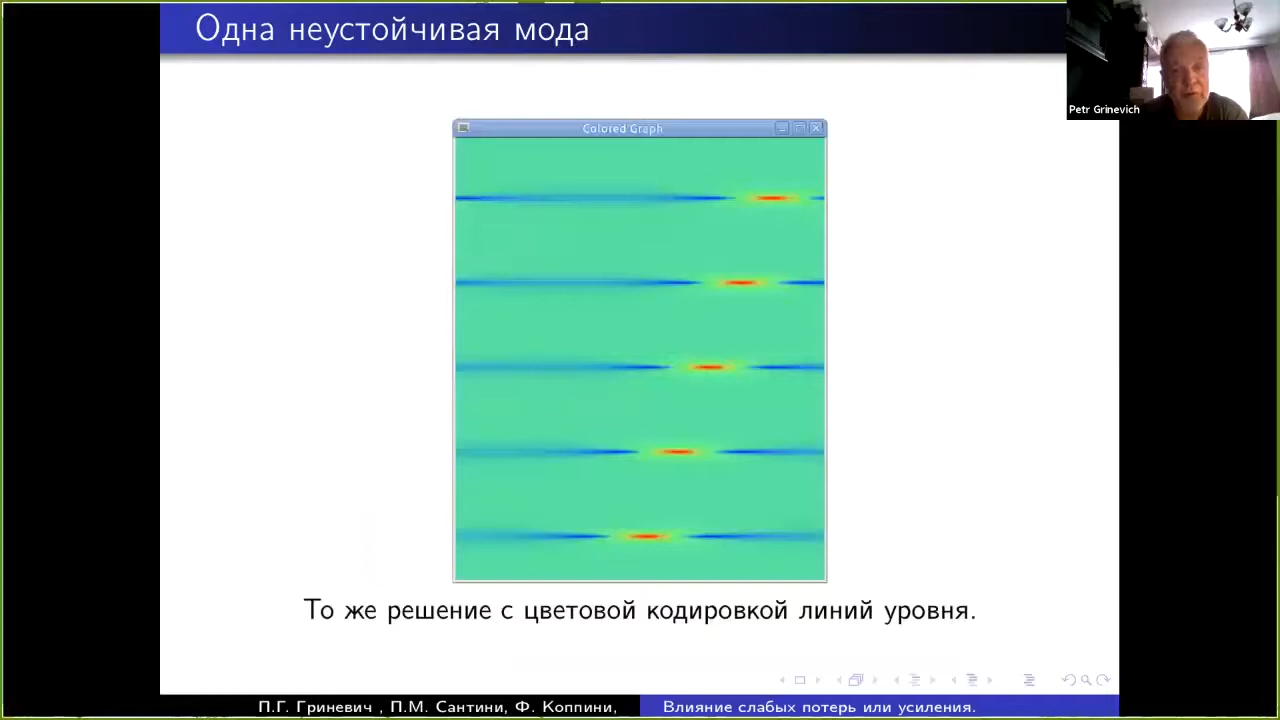 Одна неустойчивая мода
Petr Grinevich
Colored Graph
То же решение с цветовой кодировкой линий уровня.
П.Г. Гриневич , П.М. Сантини, Ф. Коппини,
Влияние слабых потерь или усиления.